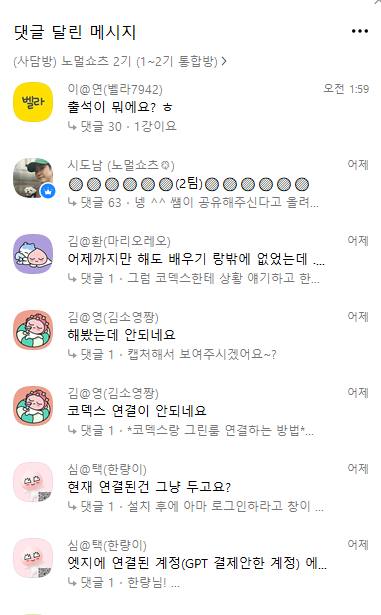 댓글 달린 메시지
(사담방) 노멀쇼츠 2기 (1~2기 통합방) >
벨라
이@연(벨라7942)
오전 1:59
출석이 뭐에요? ㅎ
댓글 30 · 1강이요
시도남 (노멀쇼츠)
어제
(2팀)
댓글 63 · 넹 ^^ 쌤이 공유해주신다고 올려...
김@환(마리오레오)
어제
어제까지만 해도 배우기 랑밖에 없었는데 ....
댓글 1 · 그럼 코덱스한테 상황 얘기하고 한...
김@영(김소영짱)
어제
해봤는데 안되네요
댓글 1 · 캡처해서 보여주시겠어요~?
김@영(김소영짱)
어제
코덱스 연결이 안되네요
댓글 1 · *코덱스랑 그린룸 연결하는 방법*...
심@택(한량이)
어제
현재 연결된건 그냥 두고요?
댓글 1 · 설치 후에 아마 로그인하라고 창이 ...
심@택(한량이)
어제
엣지에 연결된 계정(GPT 결제안한 계정) 에...
댓글 1 · 한량님! ...